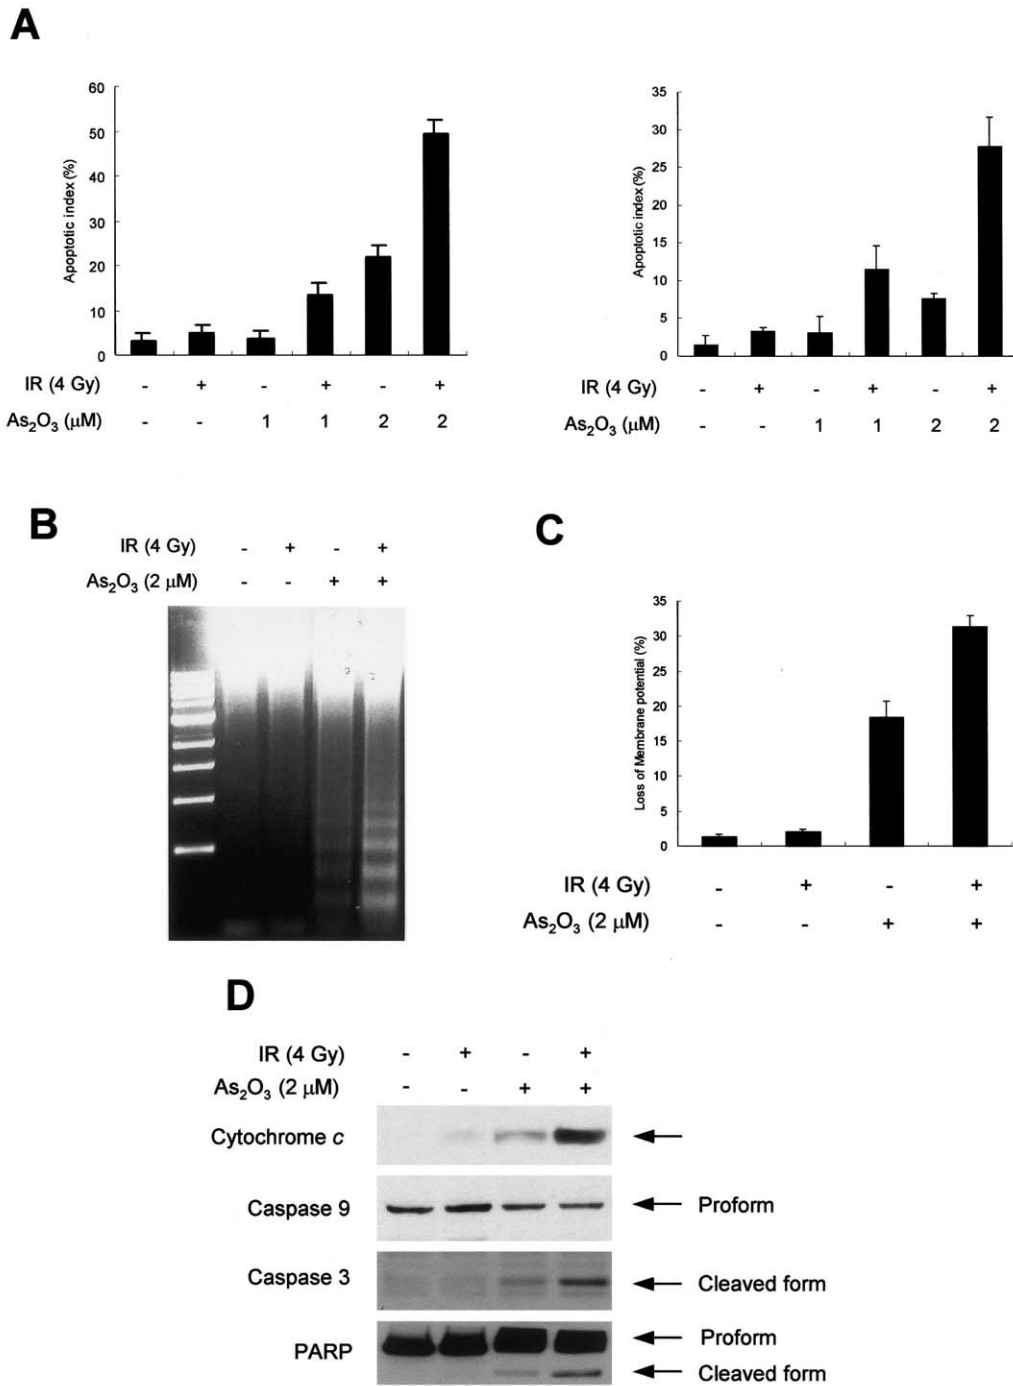 A
60
50
40
30
20
10
0
Apoptotic index (%)
IR (4 Gy) - + - + - +
As₂O₃ (μM) - - 1 1 2 2
35
30
25
20
15
10
5
0
Apoptotic index (%)
IR (4 Gy) - + - + - +
As₂O₃ (μM) - - 1 1 2 2
B
IR (4 Gy) - + - +
As₂O₃ (2 μM) - - + +
C
35
30
25
20
15
10
5
0
Loss of Membrane potential (%)
IR (4 Gy) - + - +
As₂O₃ (2 μM) - - + +
D
IR (4 Gy) - + - +
As₂O₃ (2 μM) - - + +
Cytochrome c
Caspase 9 Proform
Caspase 3 Cleaved form
PARP Proform
Cleaved form